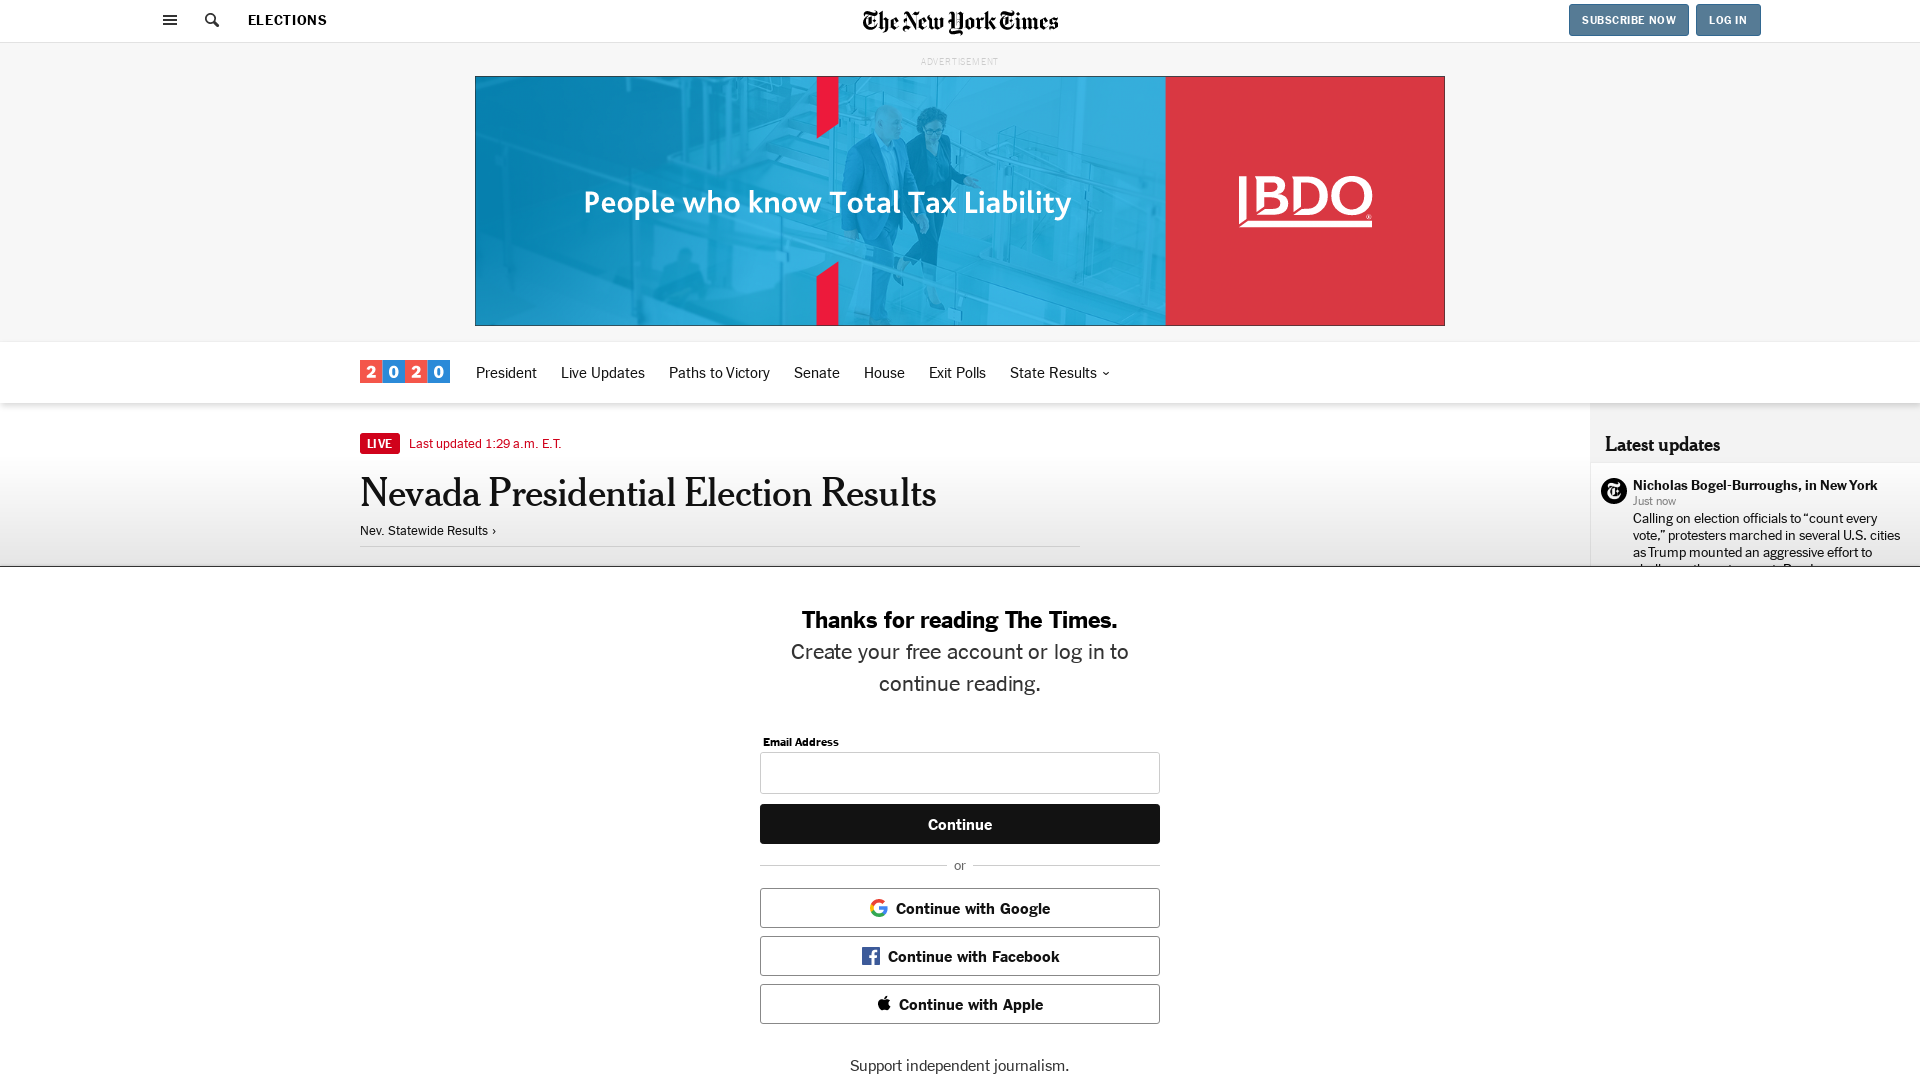 ELECTIONS
The New York Times
SUBSCRIBE NOW
LOG IN
ADVERTISEMENT
People who know Total Tax Liability
BDO
®
2020
President
Live Updates
Paths to Victory
Senate
House
Exit Polls
State Results
LIVE
Last updated 1:29 a.m. E.T.
Nevada Presidential Election Results
Nev. Statewide Results ›
Latest updates
Nicholas Bogel-Burroughs, in New York
Just now
Calling on election officials to “count every
vote,” protesters marched in several U.S. cities
as Trump mounted an aggressive effort to
Thanks for reading The Times.
Create your free account or log in to
continue reading.
Email Address
Continue
or
Continue with Google
Continue with Facebook
Continue with Apple
Support independent journalism.